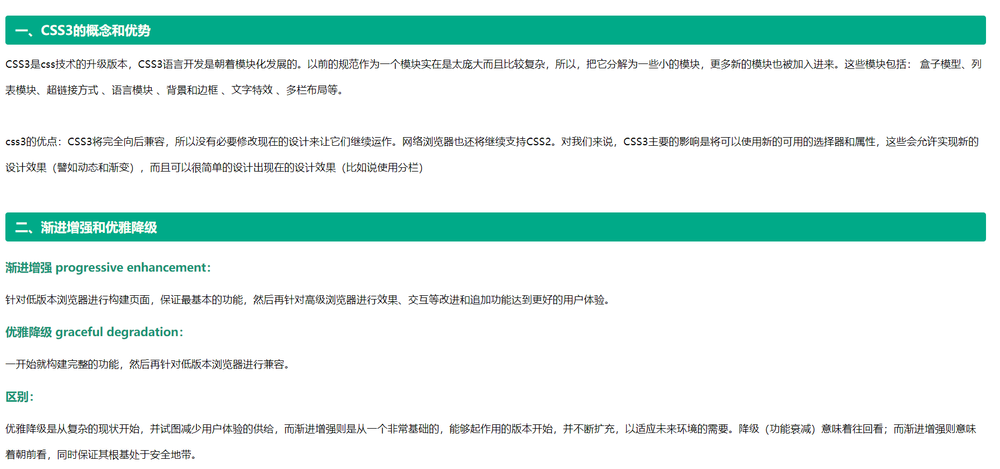 一、CSS3的概念和优势
CSS3是css技术的升级版本，CSS3语言开发是朝着模块化发展的。以前的规范作为一个模块实在是太庞大而且比较复杂，所以，把它分解为一些小的模块，更多新的模块也被加入进来。这些模块包括： 盒子模型、列
表模块、超链接方式 、语言模块 、背景和边框 、文字特效 、多栏布局等。
css3的优点：CSS3将完全向后兼容，所以没有必要修改现在的设计来让它们继续运作。网络浏览器也还将继续支持CSS2。对我们来说，CSS3主要的影响是将可以使用新的可用的选择器和属性，这些会允许实现新的
设计效果（譬如动态和渐变），而且可以很简单的设计出现在的设计效果（比如说使用分栏）
二、渐进增强和优雅降级
渐进增强 progressive enhancement：
针对低版本浏览器进行构建页面，保证最基本的功能，然后再针对高级浏览器进行效果、交互等改进和追加功能达到更好的用户体验。
优雅降级 graceful degradation：
一开始就构建完整的功能，然后再针对低版本浏览器进行兼容。
区别：
优雅降级是从复杂的现状开始，并试图减少用户体验的供给，而渐进增强则是从一个非常基础的，能够起作用的版本开始，并不断扩充，以适应未来环境的需要。降级（功能衰减）意味着往回看；而渐进增强则意味
着朝前看，同时保证其根基处于安全地带。